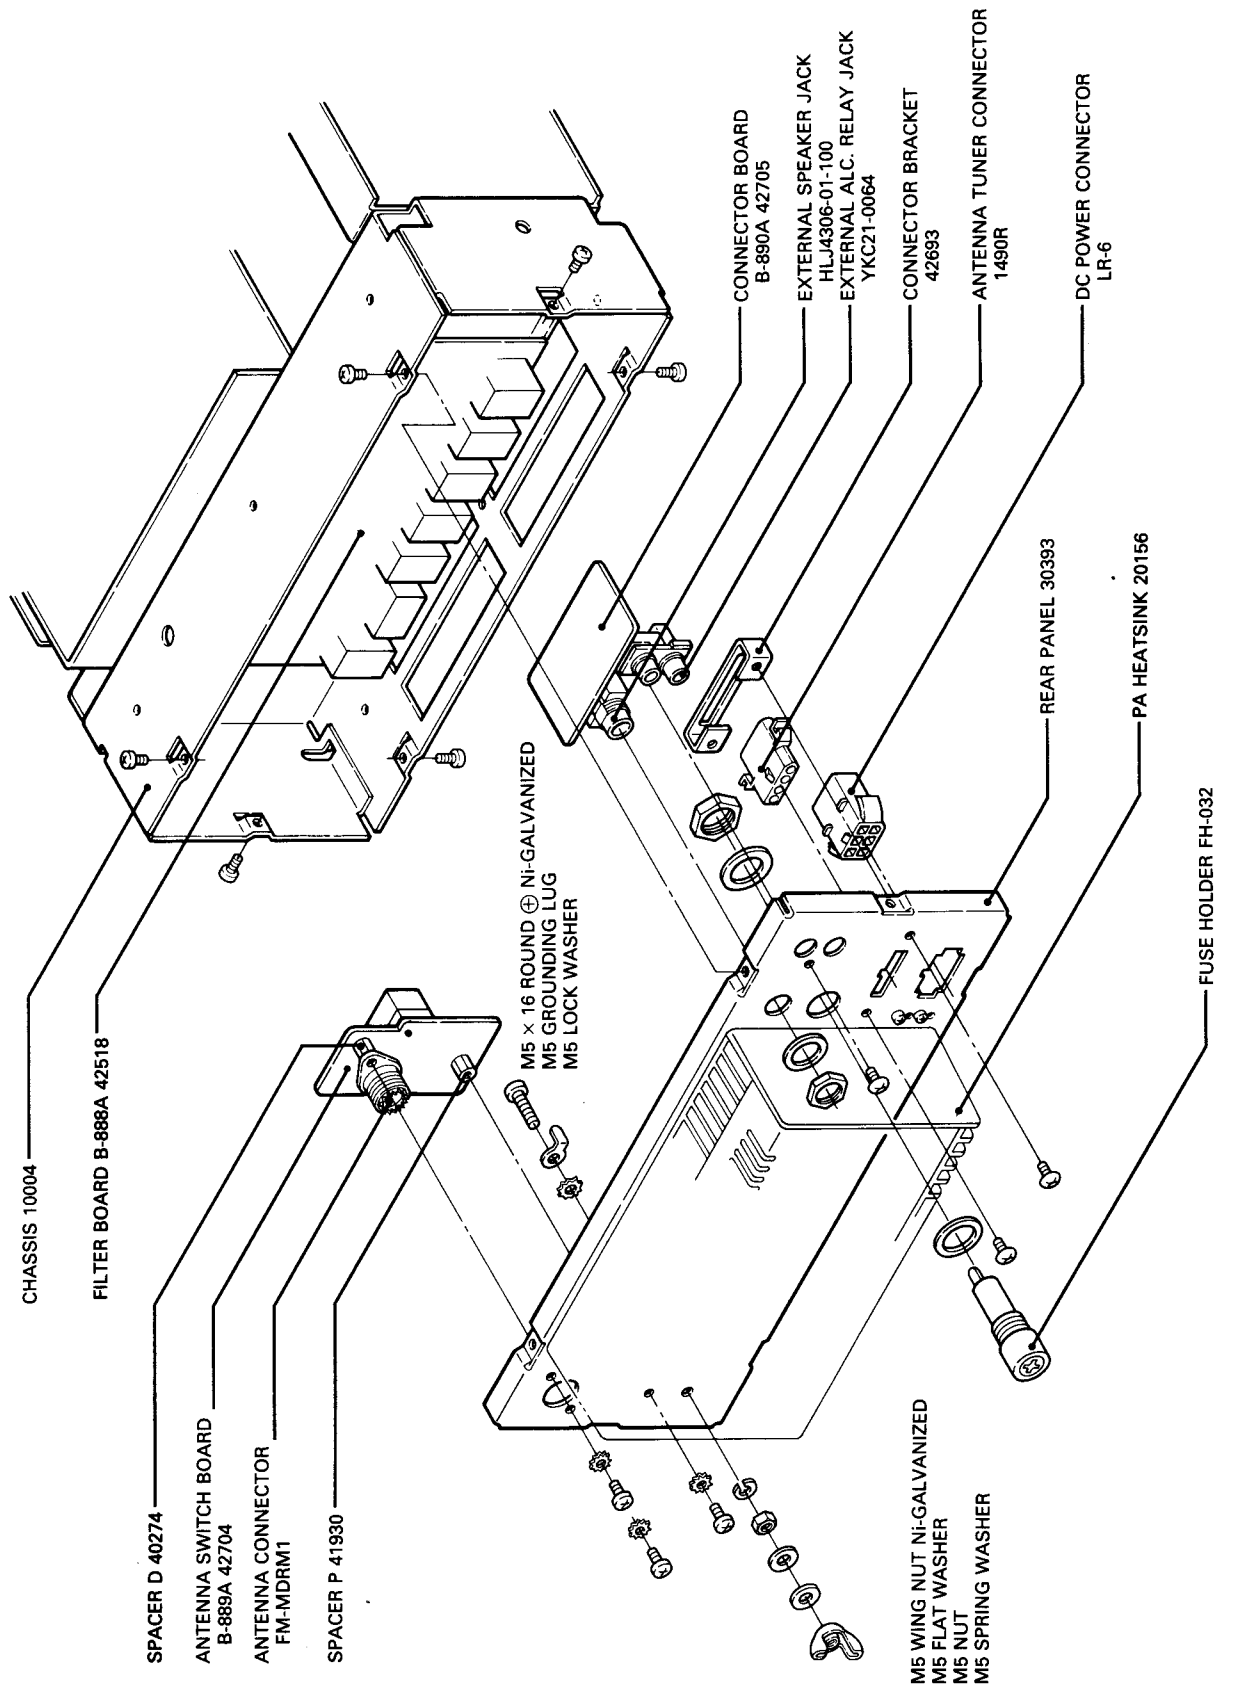 CHASSIS 10004
FILTER BOARD B-888A 42518
SPACER D 40274
ANTENNA SWITCH BOARD
B-889A 42704
ANTENNA CONNECTOR
FM-MDRM1
SPACER P 41930
M5 × 16 ROUND ⊕ Ni-GALVANIZED
M5 GROUNDING LUG
M5 LOCK WASHER
CONNECTOR BOARD
B-890A 42705
EXTERNAL SPEAKER JACK
HLJ4306-01-100
EXTERNAL ALC. RELAY JACK
YKC21-0064
CONNECTOR BRACKET
42693
ANTENNA TUNER CONNECTOR
1490R
DC POWER CONNECTOR
LR-6
REAR PANEL 30393
PA HEATSINK 20156
FUSE HOLDER FH-032
M5 WING NUT Ni-GALVANIZED
M5 FLAT WASHER
M5 NUT
M5 SPRING WASHER